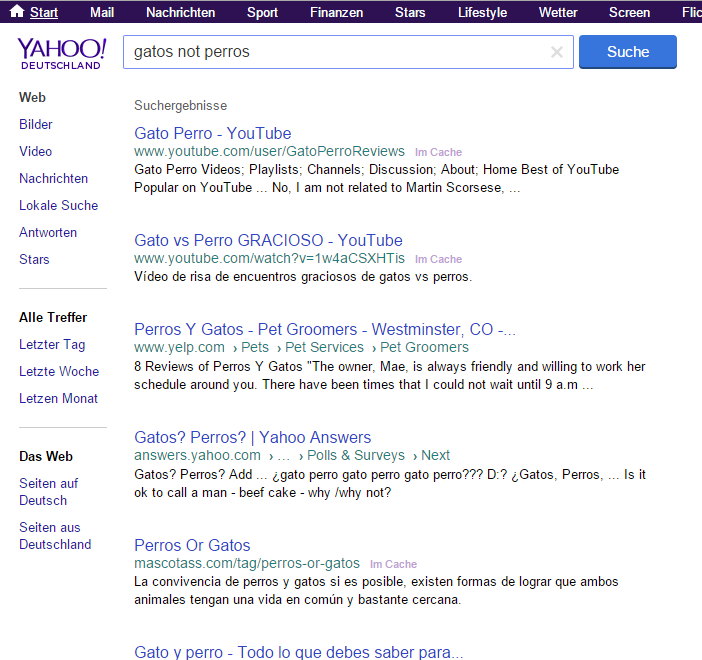 Start Mail Nachrichten Sport Finanzen Stars Lifestyle Wetter Screen
YAHOO!
DEUTSCHLAND
gatos not perros
Suche
Web
Bilder
Video
Nachrichten
Lokale Suche
Antworten
Stars
Alle Treffer
Letzter Tag
Letzte Woche
Letzen Monat
Das Web
Seiten auf
Deutsch
Seiten aus
Deutschland
Suchergebnisse
Gato Perro - YouTube
www.youtube.com/user/GatoPerroReviews Im Cache
Gato Perro Videos; Playlists; Channels; Discussion; About; Home Best of YouTube
Popular on YouTube ... No, I am not related to Martin Scorsese, ...
Gato vs Perro GRACIOSO - YouTube
www.youtube.com/watch?v=1w4aCSXHTis Im Cache
Vídeo de risa de encuentros graciosos de gatos vs perros.
Perros Y Gatos - Pet Groomers - Westminster, CO -...
www.yelp.com › Pets › Pet Services › Pet Groomers
8 Reviews of Perros Y Gatos "The owner, Mae, is always friendly and willing to work her
schedule around you. There have been times that I could not wait until 9 a.m ...
Gatos? Perros? | Yahoo Answers
answers.yahoo.com › ... › Polls & Surveys › Next
Gatos? Perros? Add ... ¿gato perro gato perro gato perro??? D:? ¿Gatos, Perros, ... Is it
ok to call a man - beef cake - why /why not?
Perros Or Gatos
mascotass.com/tag/perros-or-gatos Im Cache
La convivencia de perros y gatos si es posible, existen formas de lograr que ambos
animales tengan una vida en común y bastante cercana.
Gato y perro - Todo lo que debes saber para...